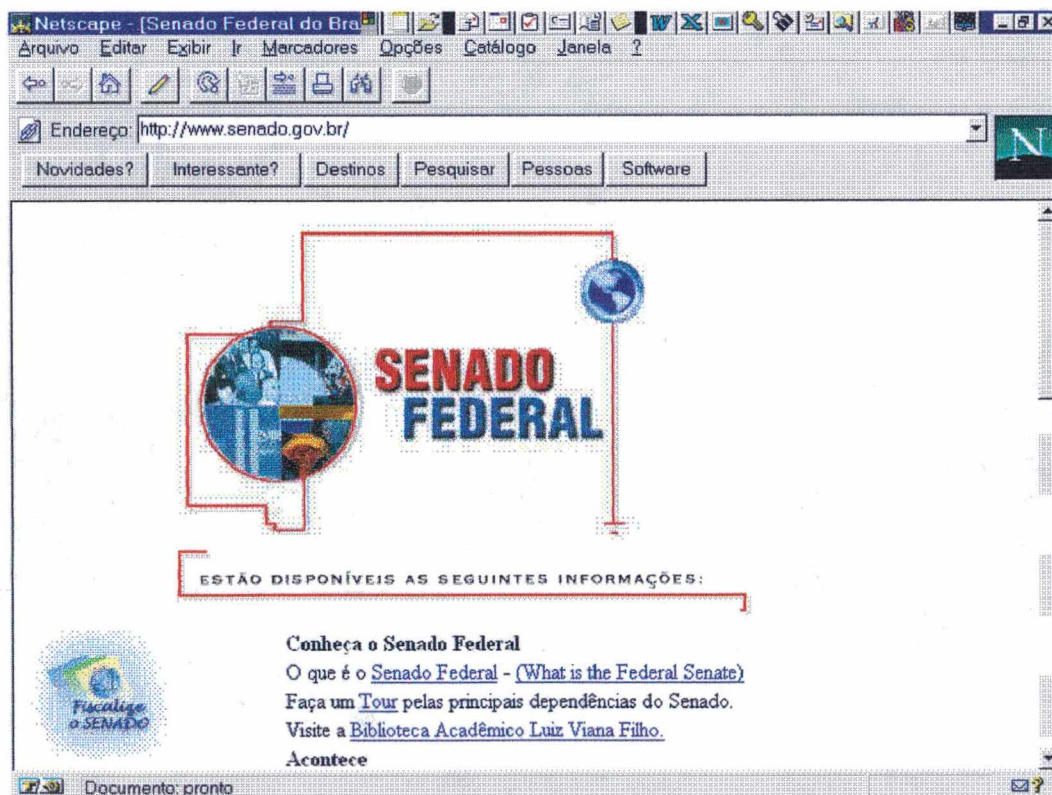 Netscape - [Senado Federal do Bra
Arquivo Editar Exibir Ir Marcadores Opções Catálogo Janela ?
Endereço: http://www.senado.gov.br/
N
Novidades? Interessante? Destinos Pesquisar Pessoas Software
SENADO
FEDERAL
ESTÃO DISPONÍVEIS AS SEGUINTES INFORMAÇÕES:
Conheça o Senado Federal
O que é o Senado Federal - (What is the Federal Senate)
Faça um Tour pelas principais dependências do Senado.
Visite a Biblioteca Acadêmico Luiz Viana Filho.
Acontece
Fiscalize
o SENADO
Documento: pronto